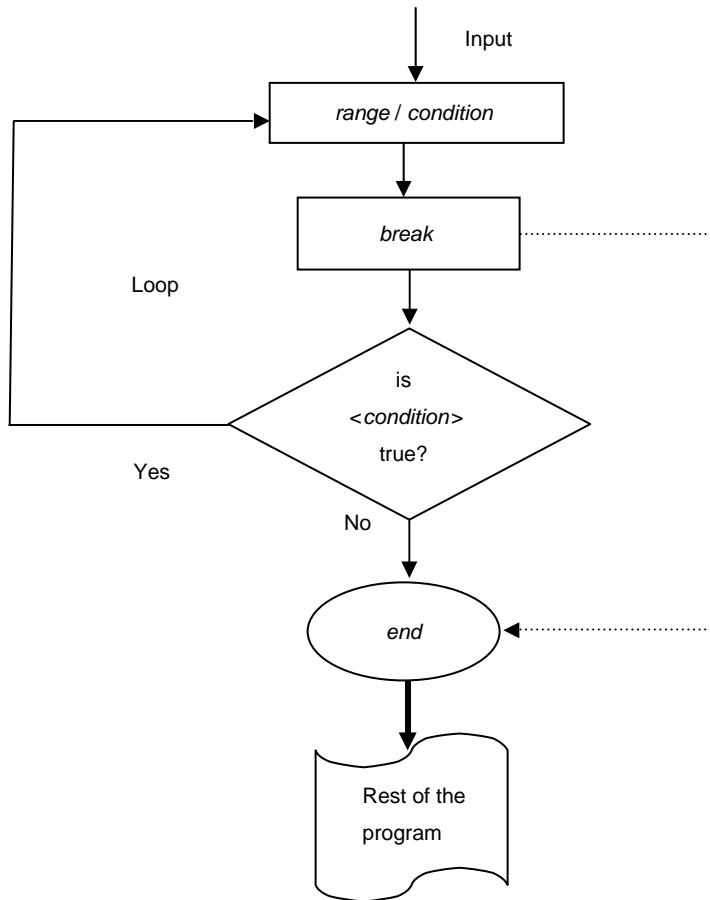 Input
range / condition
break
Loop
is
<condition>
true?
Yes
No
end
Rest of the
program